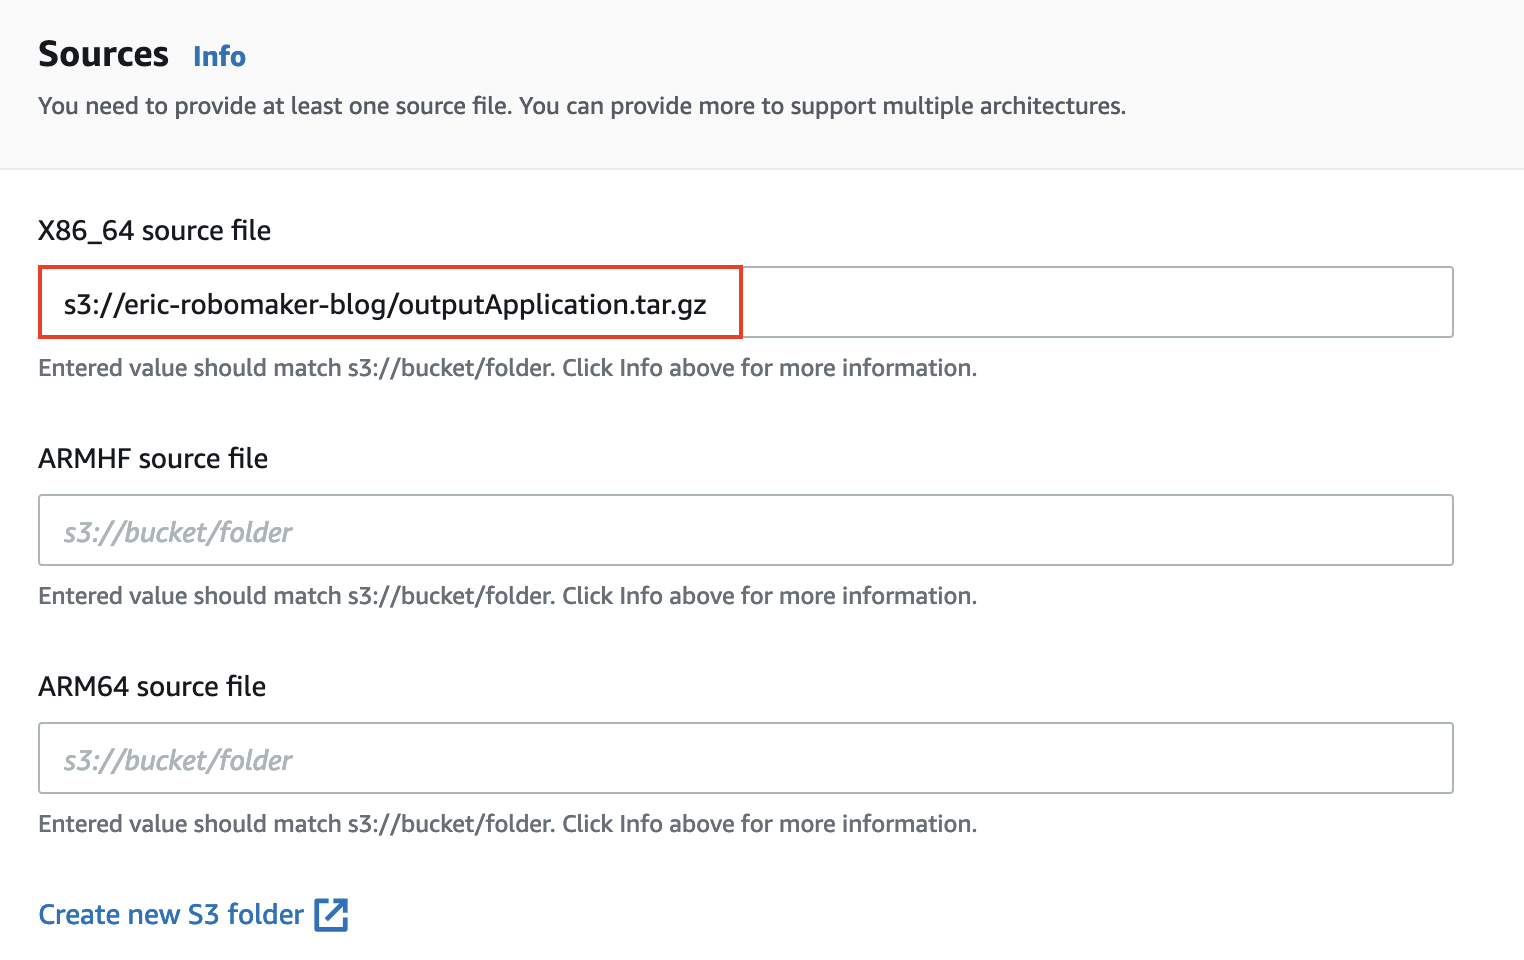 Sources Info
You need to provide at least one source file. You can provide more to support multiple architectures.
X86_64 source file
s3://eric-robomaker-blog/outputApplication.tar.gz
Entered value should match s3://bucket/folder. Click Info above for more information.
ARMHF source file
s3://bucket/folder
Entered value should match s3://bucket/folder. Click Info above for more information.
ARM64 source file
s3://bucket/folder
Entered value should match s3://bucket/folder. Click Info above for more information.
Create new S3 folder